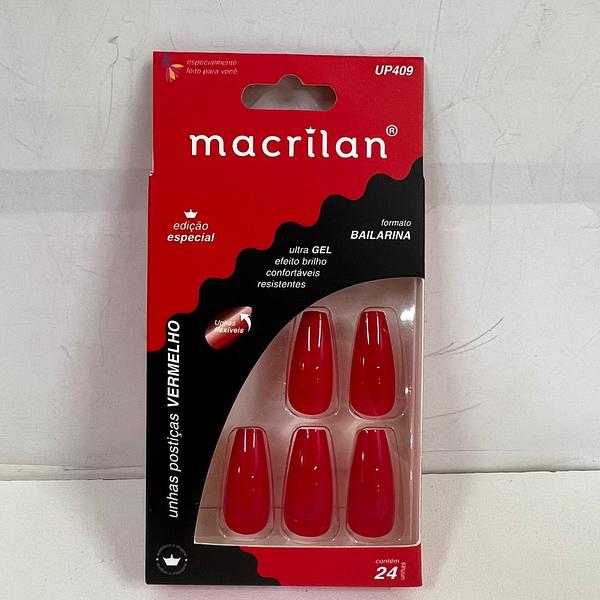 especialmente
feito para você
UP409
macrilan®
edição
especial
formato
BAILARINA
ultra GEL
efeito brilho
confortáveis
resistentes
Unhas
flexíveis
unhas postiças VERMELHO
contém
24
unhas